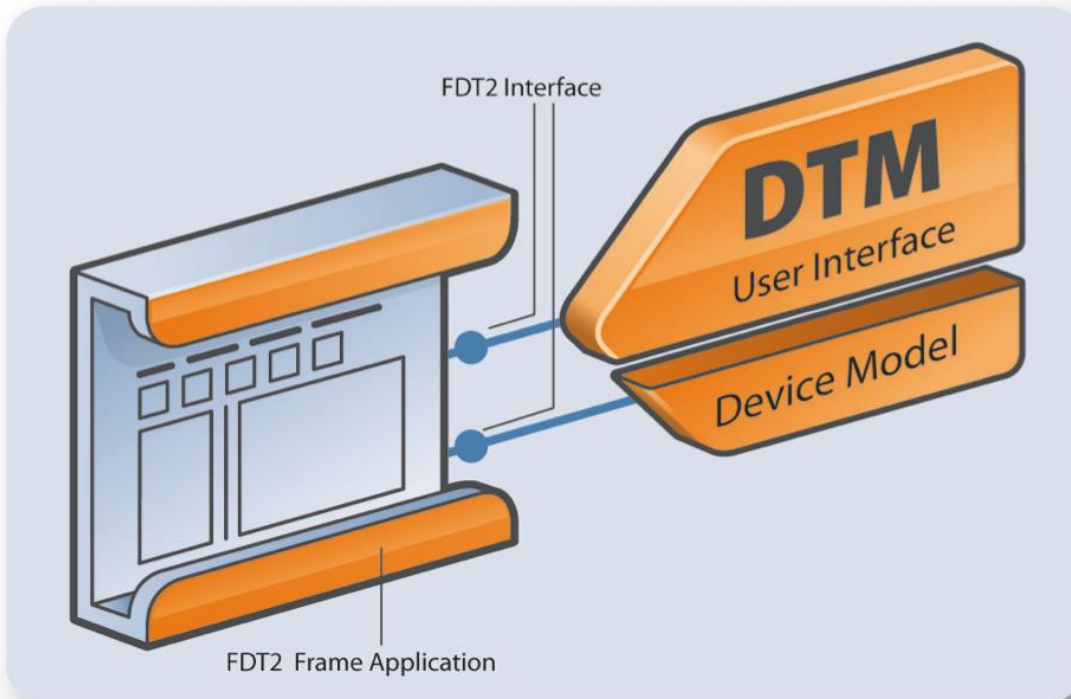 FDT2 Interface
DTM
User Interface
Device Model
FDT2 Frame Application